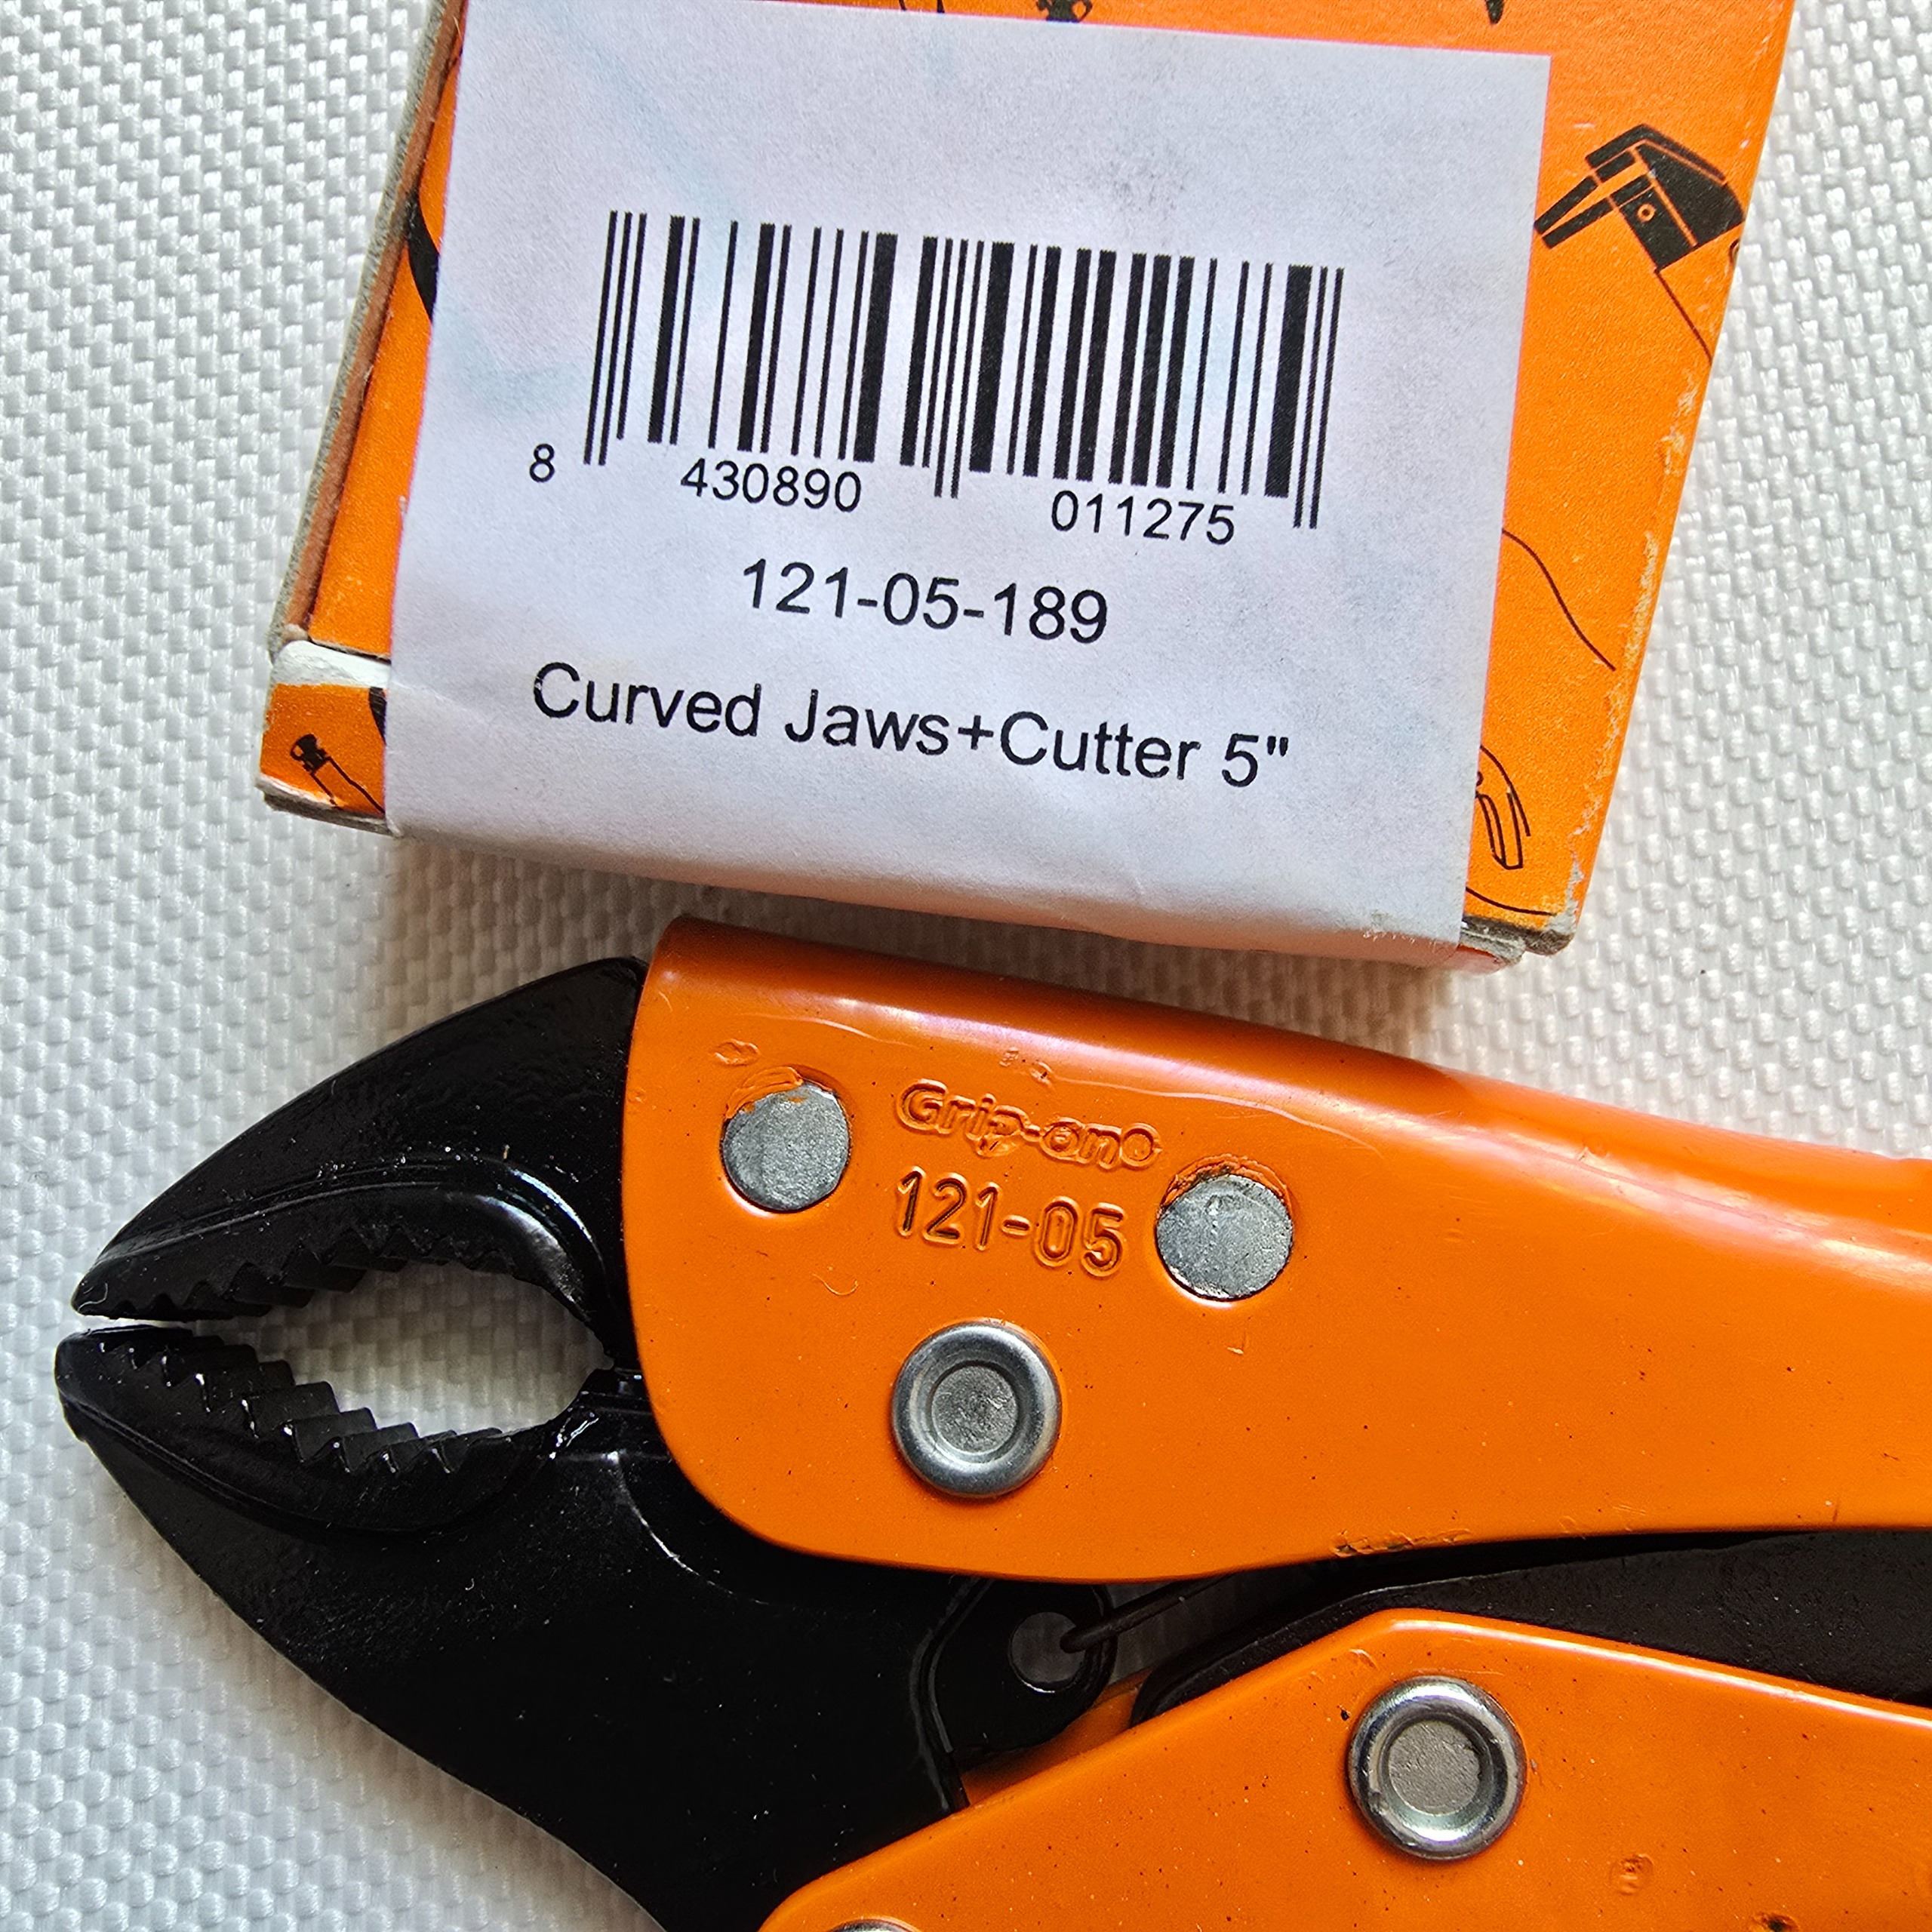 8 430890 011275
121-05-189
Curved Jaws+Cutter 5"
Grip-on®
121-05